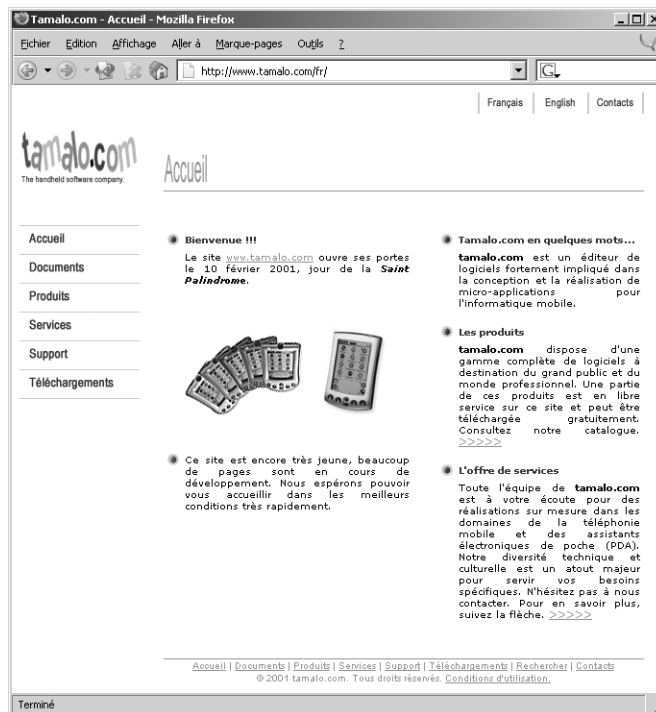 Tamalo.com - Accueil - Mozilla Firefox
Fichier Edition Affichage Aller à Marque-pages Outils ?
http://www.tamalo.com/fr/
G
Français English Contacts
tamalo.com
The handheld software company.
Accueil
Accueil
Documents
Produits
Services
Support
Téléchargements
Bienvenue !!!
Le site www.tamalo.com ouvre ses portes
le 10 février 2001, jour de la Saint
Palindrome.
Ce site est encore très jeune, beaucoup
de pages sont en cours de
développement. Nous espérons pouvoir
vous accueillir dans les meilleurs
conditions très rapidement.
Tamalo.com en quelques mots...
tamalo.com est un éditeur de
logiciels fortement impliqué dans
la conception et la réalisation de
micro-applications pour
l'informatique mobile.
Les produits
tamalo.com dispose d'une
gamme complète de logiciels à
destination du grand public et du
monde professionnel. Une partie
de ces produits est en libre
service sur ce site et peut être
téléchargée gratuitement.
Consultez notre catalogue.
>>>>>
L'offre de services
Toute l'équipe de tamalo.com
est à votre écoute pour des
réalisations sur mesure dans les
domaines de la téléphonie
mobile et des assistants
électroniques de poche (PDA).
Notre diversité technique et
culturelle est un atout majeur
pour servir vos besoins
spécifiques. N'hésitez pas à nous
contacter. Pour en savoir plus,
suivez la flèche. >>>>>
Accueil | Documents | Produits | Services | Support | Téléchargements | Rechercher | Contacts
© 2001 tamalo.com. Tous droits réservés. Conditions d'utilisation.
Terminé